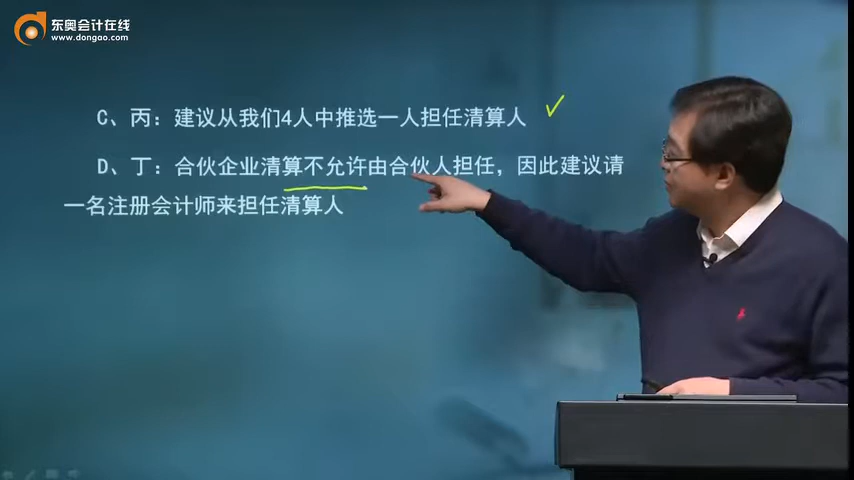 东奥会计在线
www.dongao.com
C、丙：建议从我们4人中推选一人担任清算人
D、丁：合伙企业清算不允许由合伙人担任，因此建议请
一名注册会计师来担任清算人